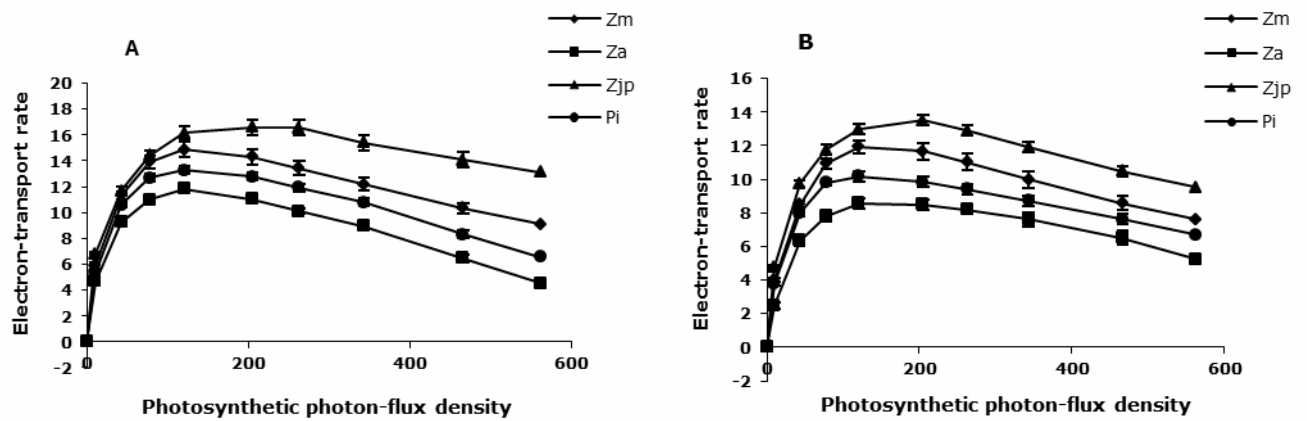 A
Zm
Za
Zjp
Pi
Electron-transport rate
20
18
16
14
12
10
8
6
4
2
0
-2
0
200
400
600
Photosynthetic photon-flux density
B
Zm
Za
Zjp
Pi
Electron-transport rate
16
14
12
10
8
6
4
2
0
-2
0
200
400
600
Photosynthetic photon-flux density